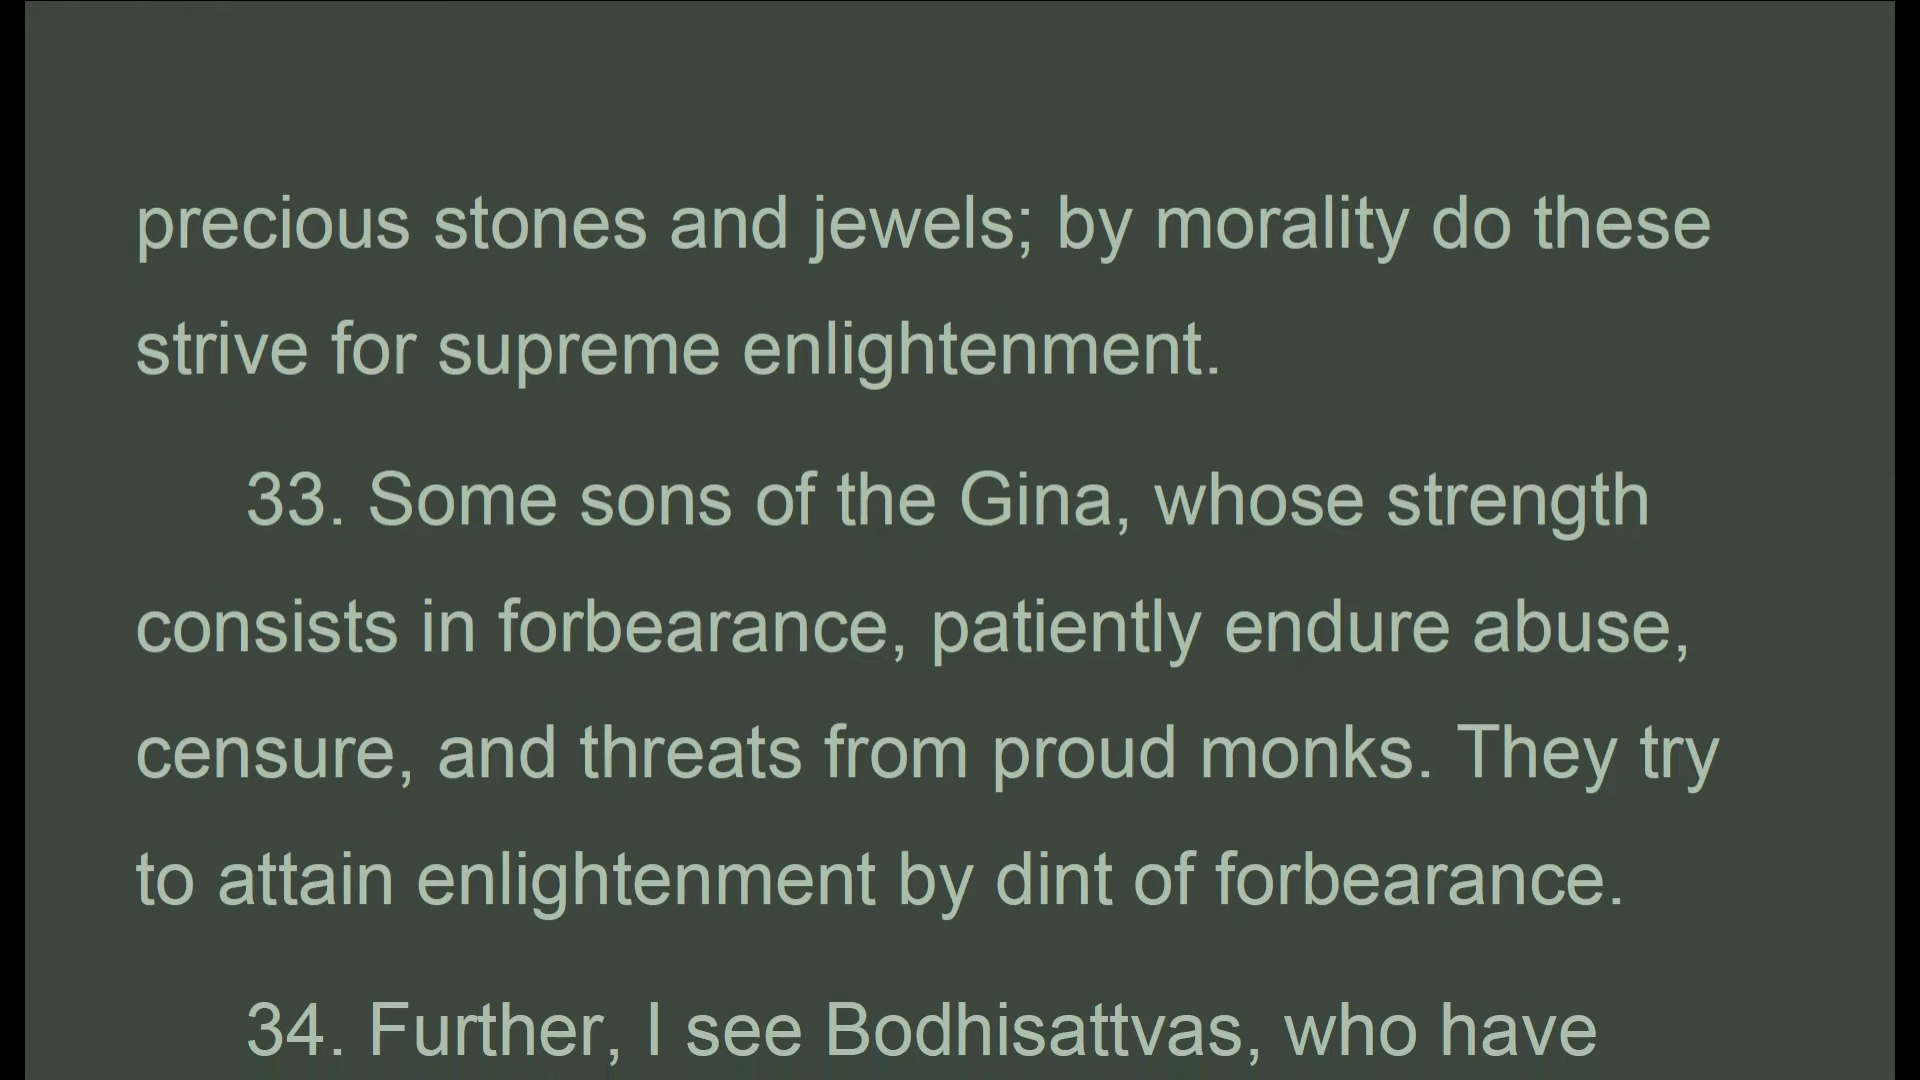 precious stones and jewels; by morality do these
strive for supreme enlightenment.
33. Some sons of the Gina, whose strength
consists in forbearance, patiently endure abuse,
censure, and threats from proud monks. They try
to attain enlightenment by dint of forbearance.
34. Further, I see Bodhisattvas, who have